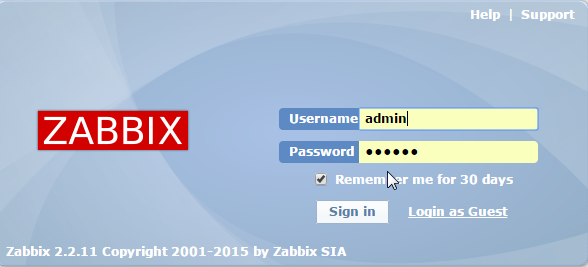 Help | Support
ZABBIX
Username admin
Password ••••••
Remember me for 30 days
Sign in Login as Guest
Zabbix 2.2.11 Copyright 2001-2015 by Zabbix SIA